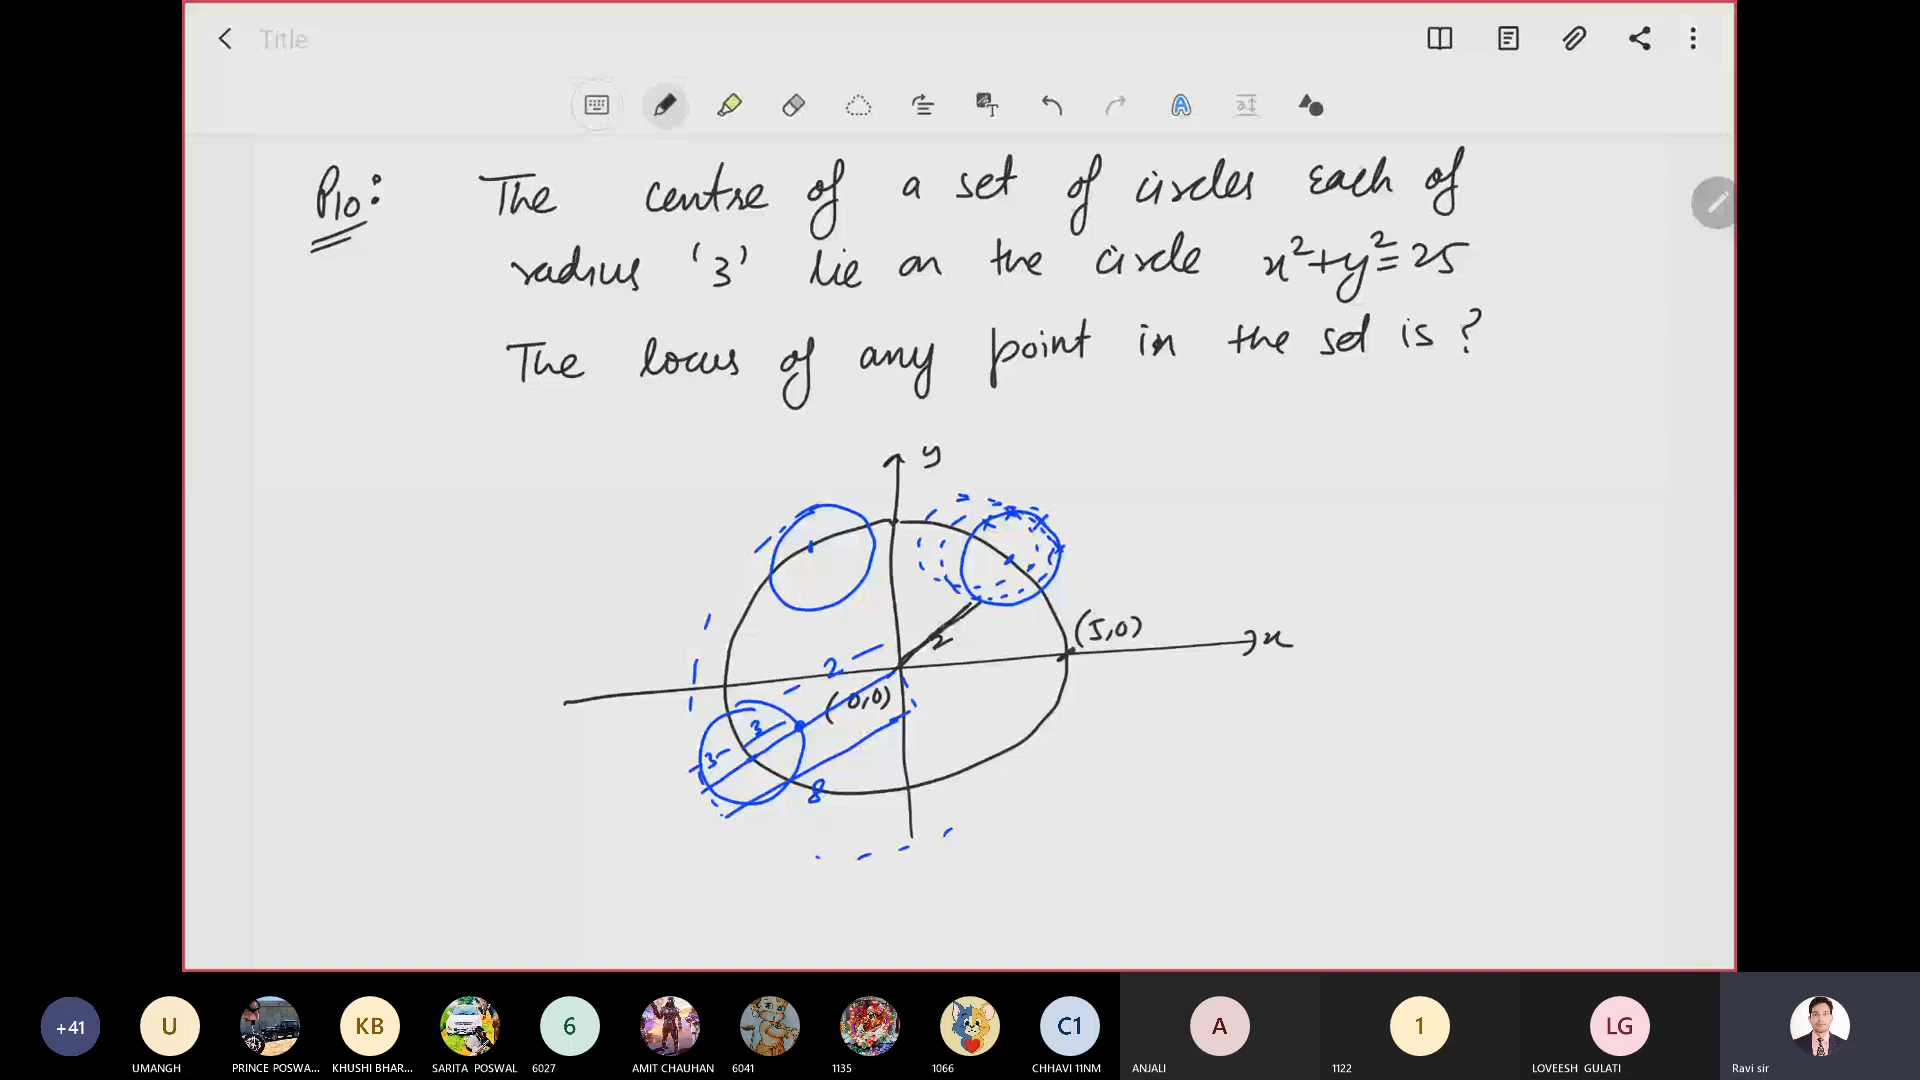 Title
P10: The centre of a set of circles Each of
radius '3' lie on the circle x²+y²=25
The locus of any point in the set is ?
y
x
(5,0)
2
2
(0,0)
3
3
8
+41
U
KB
6
C1
A
1
LG
UMANGH
PRINCE POSWA...
KHUSHI BHAR...
SARITA POSWAL
6027
AMIT CHAUHAN
6041
1135
1066
CHHAVI 11NM
ANJALI
1122
LOVEESH GULATI
Ravi sir